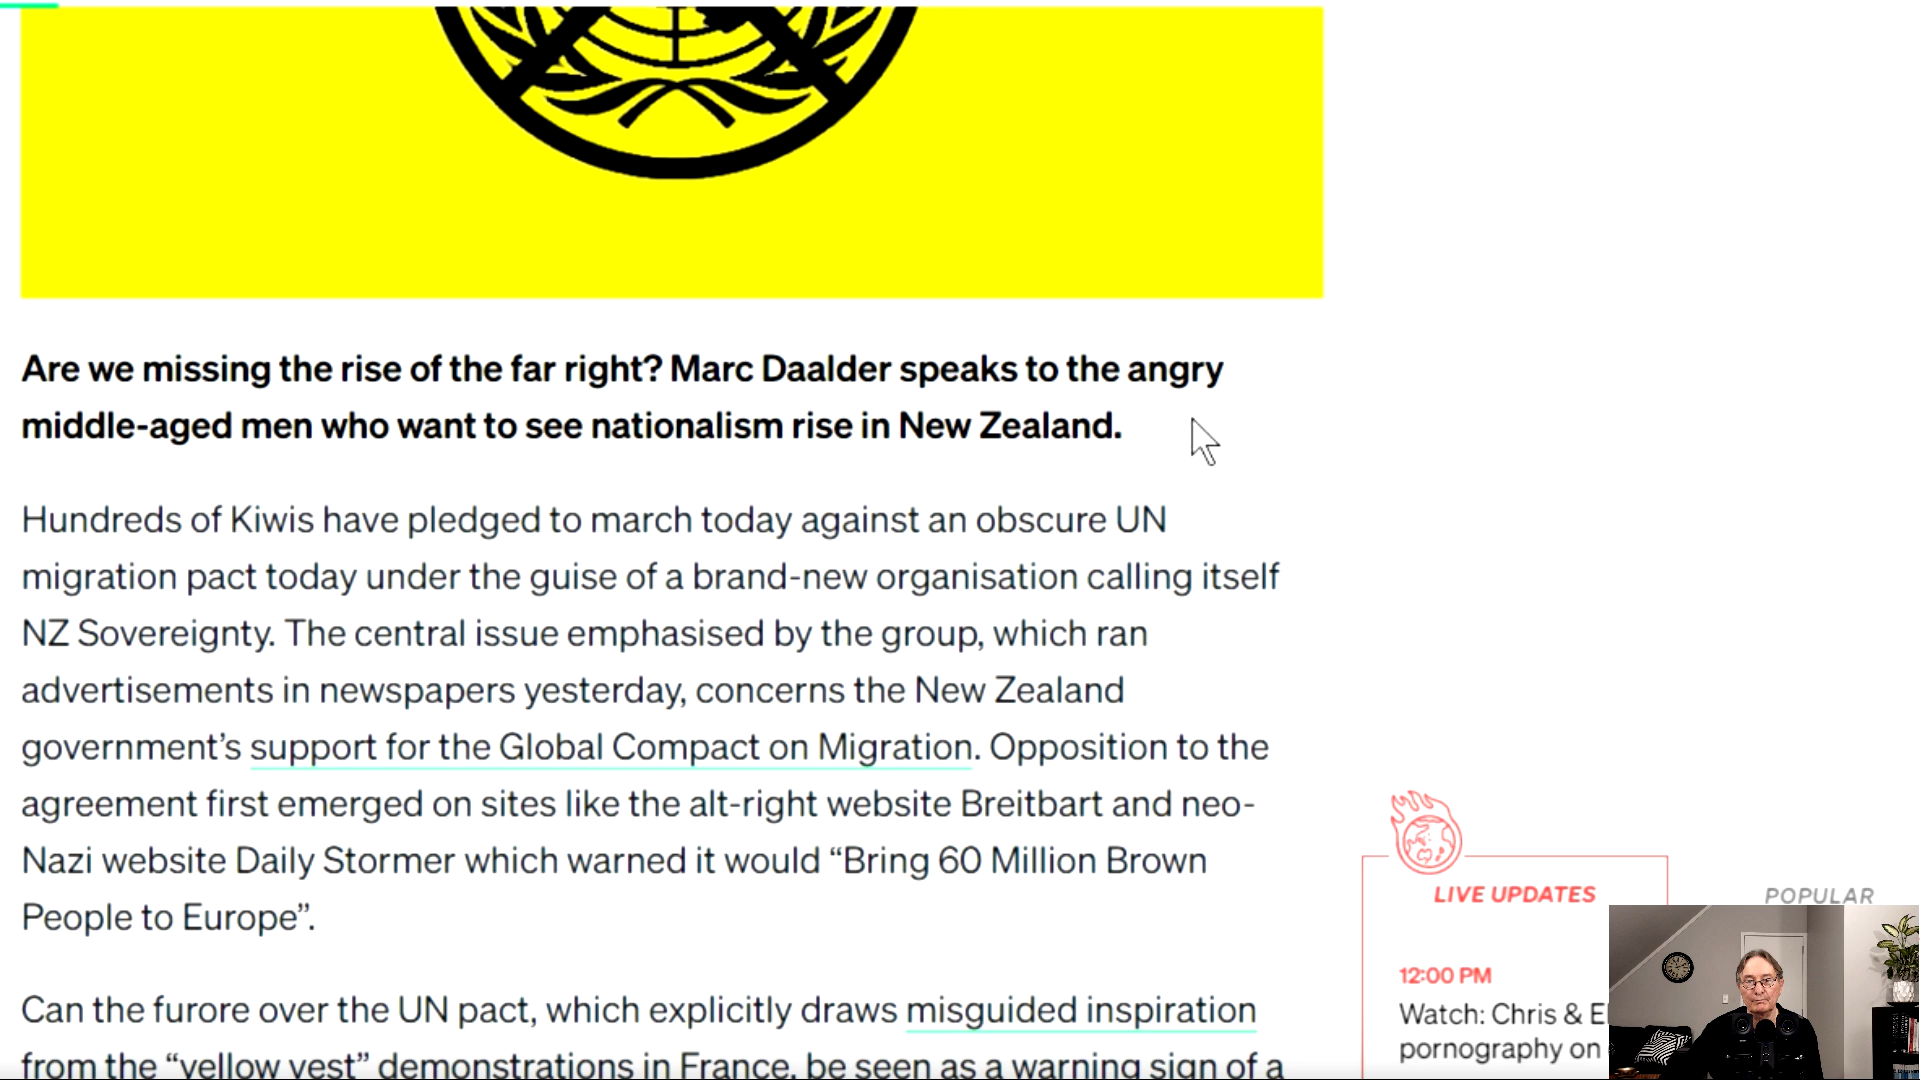 Are we missing the rise of the far right? Marc Daalder speaks to the angry
middle-aged men who want to see nationalism rise in New Zealand.
Hundreds of Kiwis have pledged to march today against an obscure UN
migration pact today under the guise of a brand-new organisation calling itself
NZ Sovereignty. The central issue emphasised by the group, which ran
advertisements in newspapers yesterday, concerns the New Zealand
government’s support for the Global Compact on Migration. Opposition to the
agreement first emerged on sites like the alt-right website Breitbart and neo-
Nazi website Daily Stormer which warned it would “Bring 60 Million Brown
People to Europe”.
Can the furore over the UN pact, which explicitly draws misguided inspiration
from the “yellow vest” demonstrations in France, be seen as a warning sign of a
LIVE UPDATES
POPULAR
12:00 PM
Watch: Chris &
pornography on